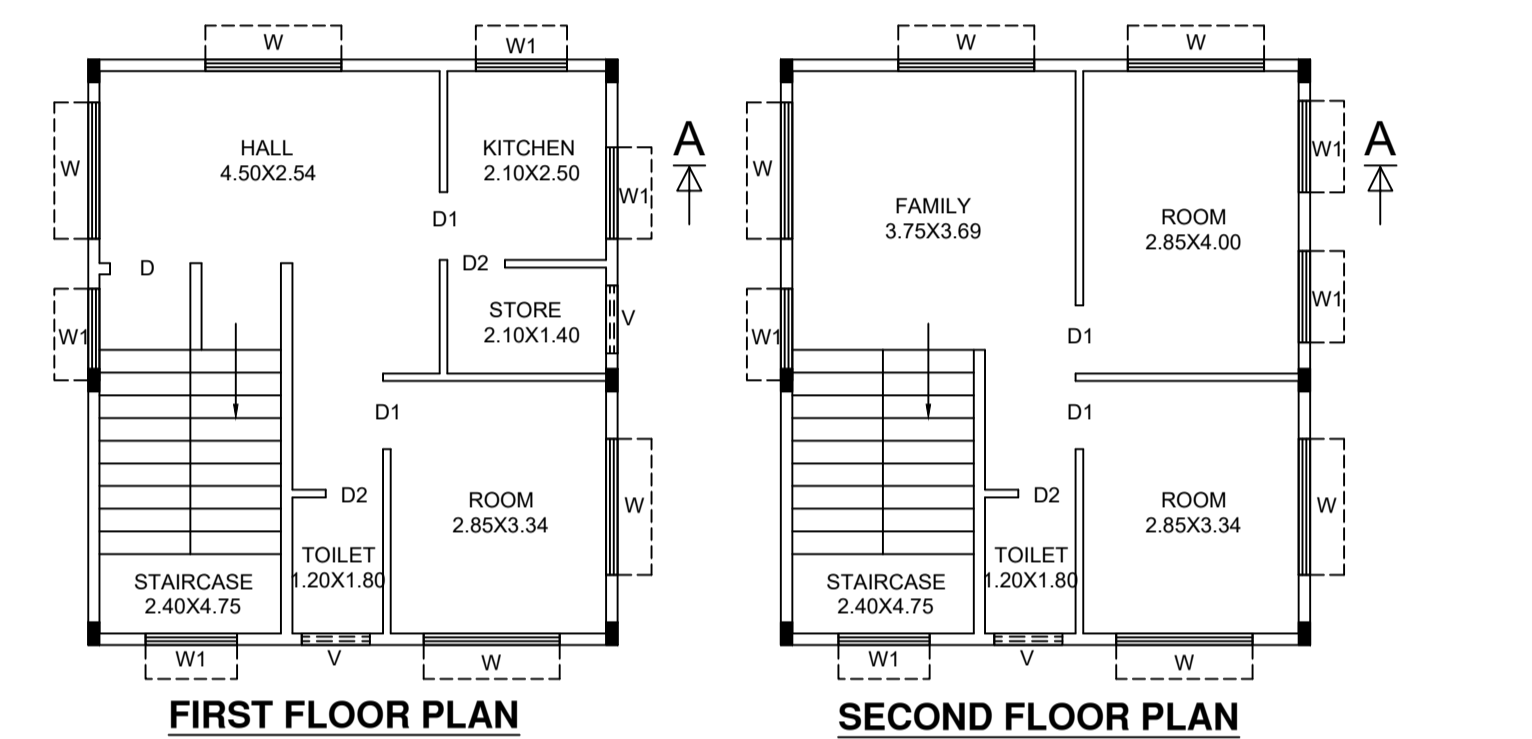 W
W1
W
HALL
4.50X2.54
KITCHEN
2.10X2.50
W1
A
D1
D
D2
STORE
2.10X1.40
V
W1
D1
D2
ROOM
2.85X3.34
W
TOILET
1.20X1.80
STAIRCASE
2.40X4.75
W1
V
W
FIRST FLOOR PLAN
W
W
W
W1
A
FAMILY
3.75X3.69
ROOM
2.85X4.00
W1
W1
D1
D1
D2
ROOM
2.85X3.34
W
TOILET
1.20X1.80
STAIRCASE
2.40X4.75
W1
V
W
SECOND FLOOR PLAN